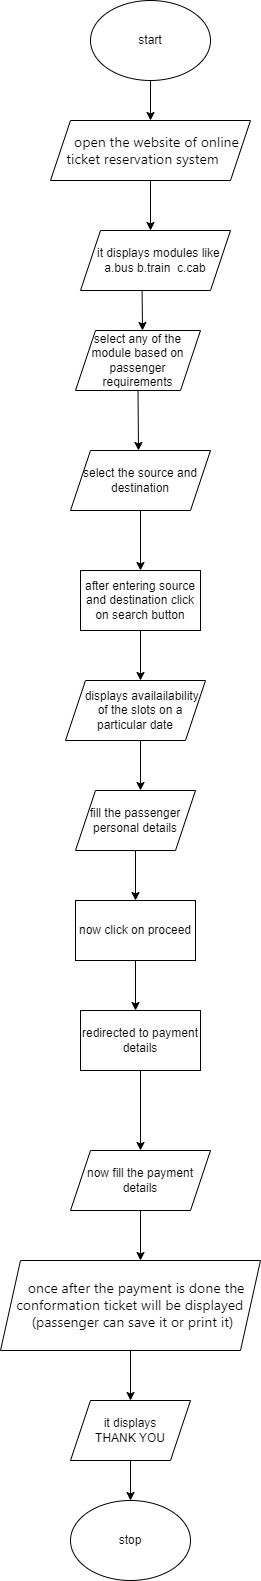 start
open the website of online
ticket reservation system
it displays modules like
a.bus b.train c.cab
select any of the
module based on
passenger
requirements
select the source and
destination
after entering source
and destination click
on search button
displays availailability
of the slots on a
particular date
fill the passenger
personal details
now click on proceed
redirected to payment
details
now fill the payment
details
once after the payment is done the
conformation ticket will be displayed
(passenger can save it or print it)
it displays
THANK YOU
stop